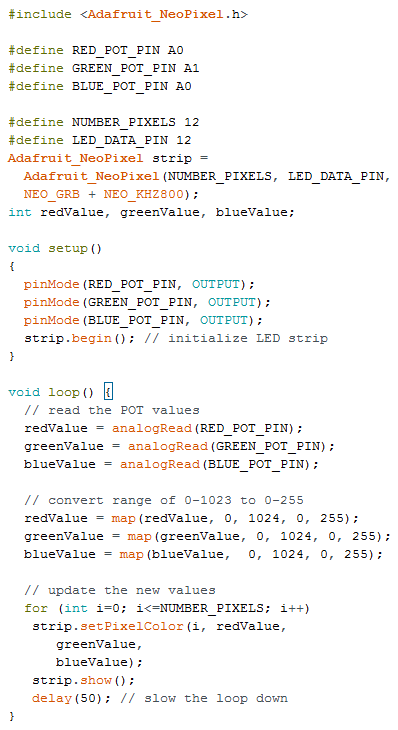 #include <Adafruit_NeoPixel.h>

#define RED_POT_PIN A0
#define GREEN_POT_PIN A1
#define BLUE_POT_PIN A0

#define NUMBER_PIXELS 12
#define LED_DATA_PIN 12
Adafruit_NeoPixel strip =
  Adafruit_NeoPixel(NUMBER_PIXELS, LED_DATA_PIN,
  NEO_GRB + NEO_KHZ800);
int redValue, greenValue, blueValue;

void setup()
{
  pinMode(RED_POT_PIN, OUTPUT);
  pinMode(GREEN_POT_PIN, OUTPUT);
  pinMode(BLUE_POT_PIN, OUTPUT);
  strip.begin(); // initialize LED strip
}

void loop() {
  // read the POT values
  redValue = analogRead(RED_POT_PIN);
  greenValue = analogRead(GREEN_POT_PIN);
  blueValue = analogRead(BLUE_POT_PIN);

  // convert range of 0-1023 to 0-255
  redValue = map(redValue, 0, 1024, 0, 255);
  greenValue = map(greenValue, 0, 1024, 0, 255);
  blueValue = map(blueValue,  0, 1024, 0, 255);

  // update the new values
  for (int i=0; i<=NUMBER_PIXELS; i++)
   strip.setPixelColor(i, redValue,
      greenValue,
      blueValue);
   strip.show();
   delay(50); // slow the loop down
}